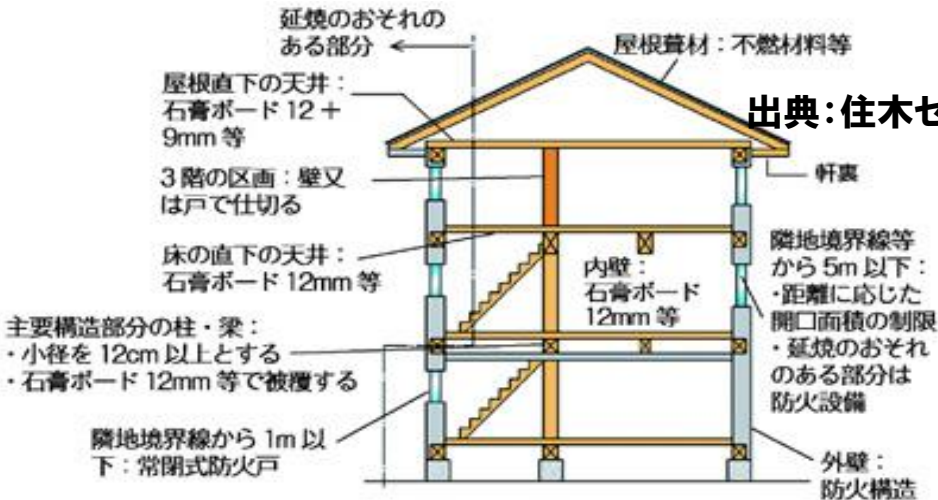 延焼のおそれの
ある部分
屋根葺材：不燃材料等
屋根直下の天井：
石膏ボード 12 ＋
9mm 等
出典：住木セ
軒裏
3 階の区画：壁又
は戸で仕切る
床の直下の天井：
石膏ボード 12mm 等
内壁：
石膏ボード
12mm 等
隣地境界線等
から 5m 以下：
・距離に応じた
開口面積の制限
・延焼のおそれ
のある部分は
防火設備
主要構造部分の柱・梁：
・小径を 12cm 以上とする
・石膏ボード 12mm 等で被覆する
隣地境界線から 1m 以
下：常閉式防火戸
外壁：
防火構造